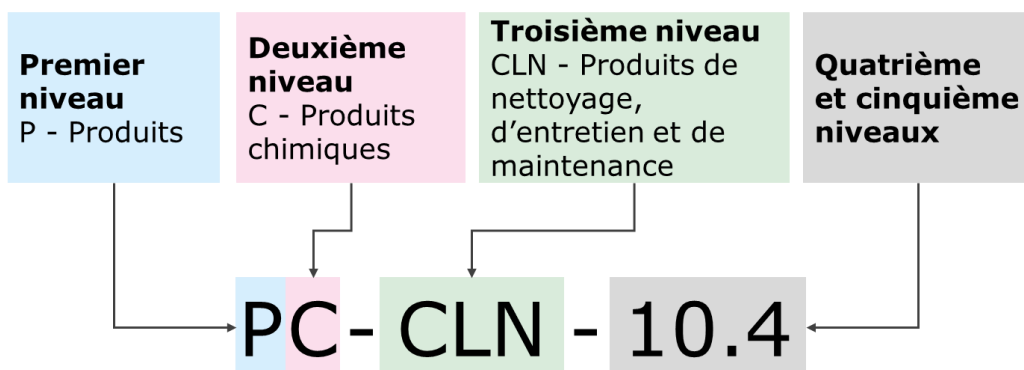 Premier
niveau
P - Produits
Deuxième
niveau
C - Produits
chimiques
Troisième niveau
CLN - Produits de
nettoyage,
d’entretien et de
maintenance
Quatrième
et cinquième
niveaux
PC - CLN - 10.4